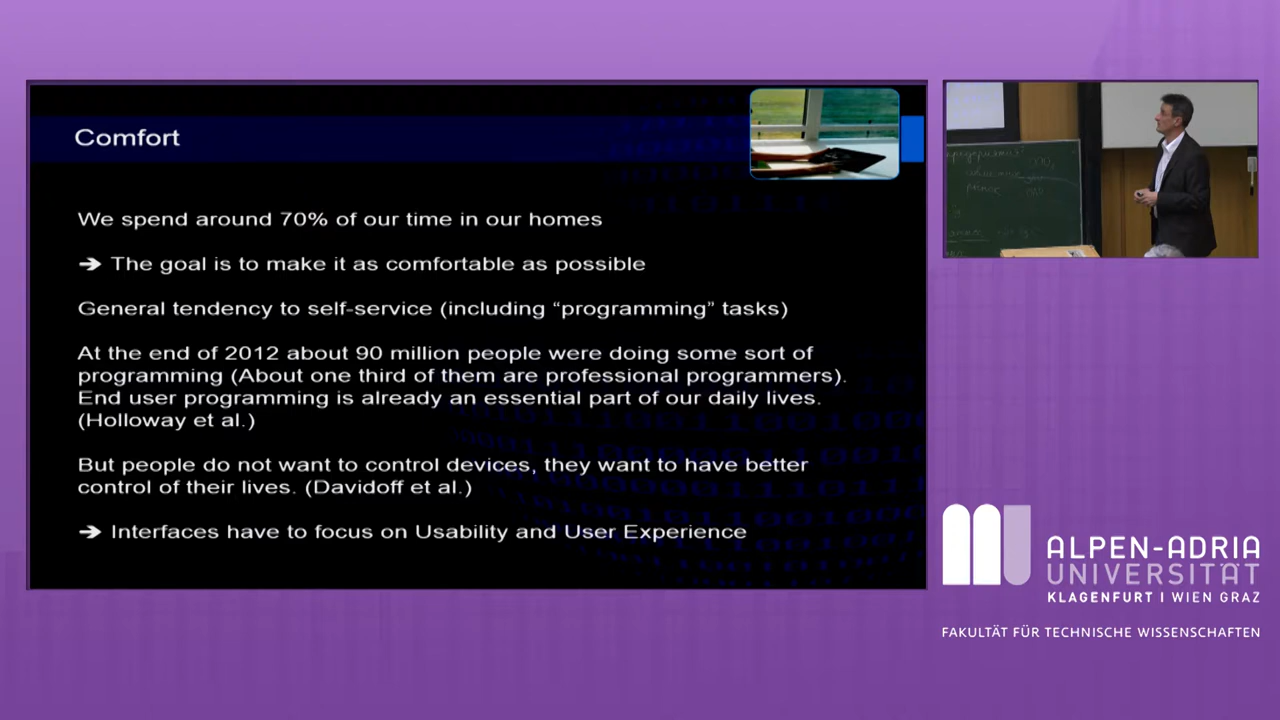 Comfort
We spend around 70% of our time in our homes
➔ The goal is to make it as comfortable as possible
General tendency to self-service (including “programming” tasks)
At the end of 2012 about 90 million people were doing some sort of
programming (About one third of them are professional programmers).
End user programming is already an essential part of our daily lives.
(Holloway et al.)
But people do not want to control devices, they want to have better
control of their lives. (Davidoff et al.)
➔ Interfaces have to focus on Usability and User Experience
ALPEN-ADRIA
UNIVERSITÄT
KLAGENFURT I WIEN GRAZ
FAKULTÄT FÜR TECHNISCHE WISSENSCHAFTEN